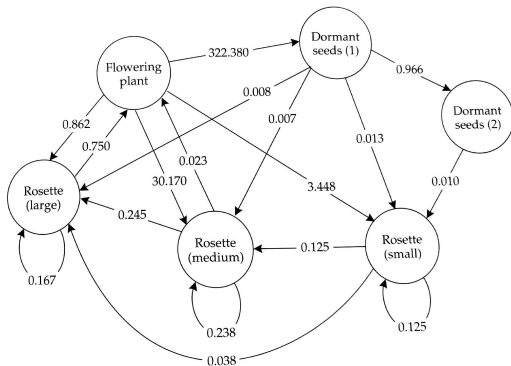 Dormant
seeds (1)
322.380
Flowering
plant
0.966
0.008
Dormant
seeds (2)
0.862
0.007
0.750
0.013
0.023
30.170
3.448
0.010
Rosette
(large)
0.245
Rosette
(medium)
0.125
Rosette
(small)
0.167
0.238
0.125
0.038